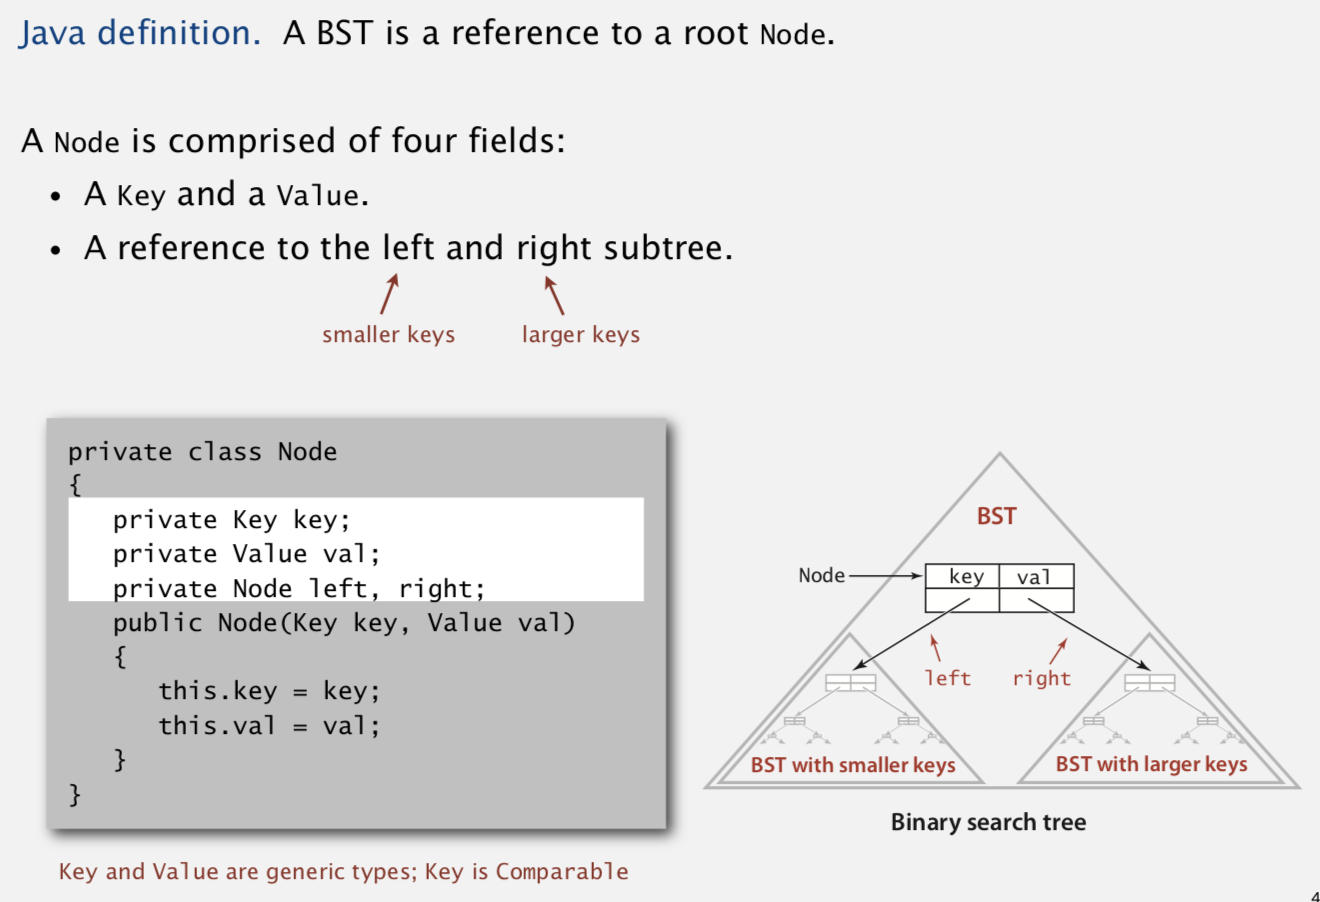 Java definition. A BST is a reference to a root Node.
A Node is comprised of four fields:
• A Key and a Value.
• A reference to the left and right subtree.
smaller keys
larger keys
private class Node
{
private Key key;
private Value val;
private Node left, right;
public Node(Key key, Value val)
{
this.key = key;
this.val = val;
}
}
Key and Value are generic types; Key is Comparable
BST
Node
key val
left
right
BST with smaller keys
BST with larger keys
Binary search tree
4